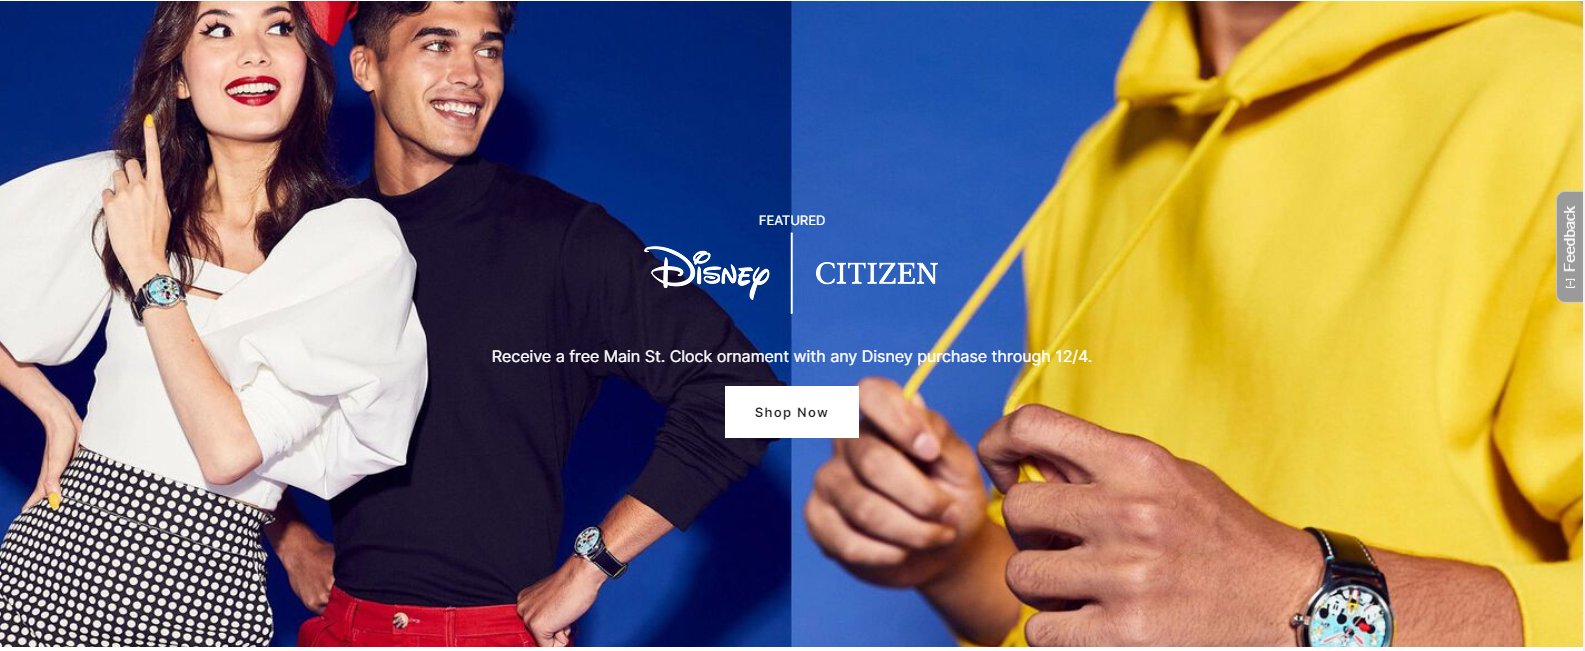 FEATURED
Disney | CITIZEN
Receive a free Main St. Clock ornament with any Disney purchase through 12/4.
Shop Now
[-] Feedback